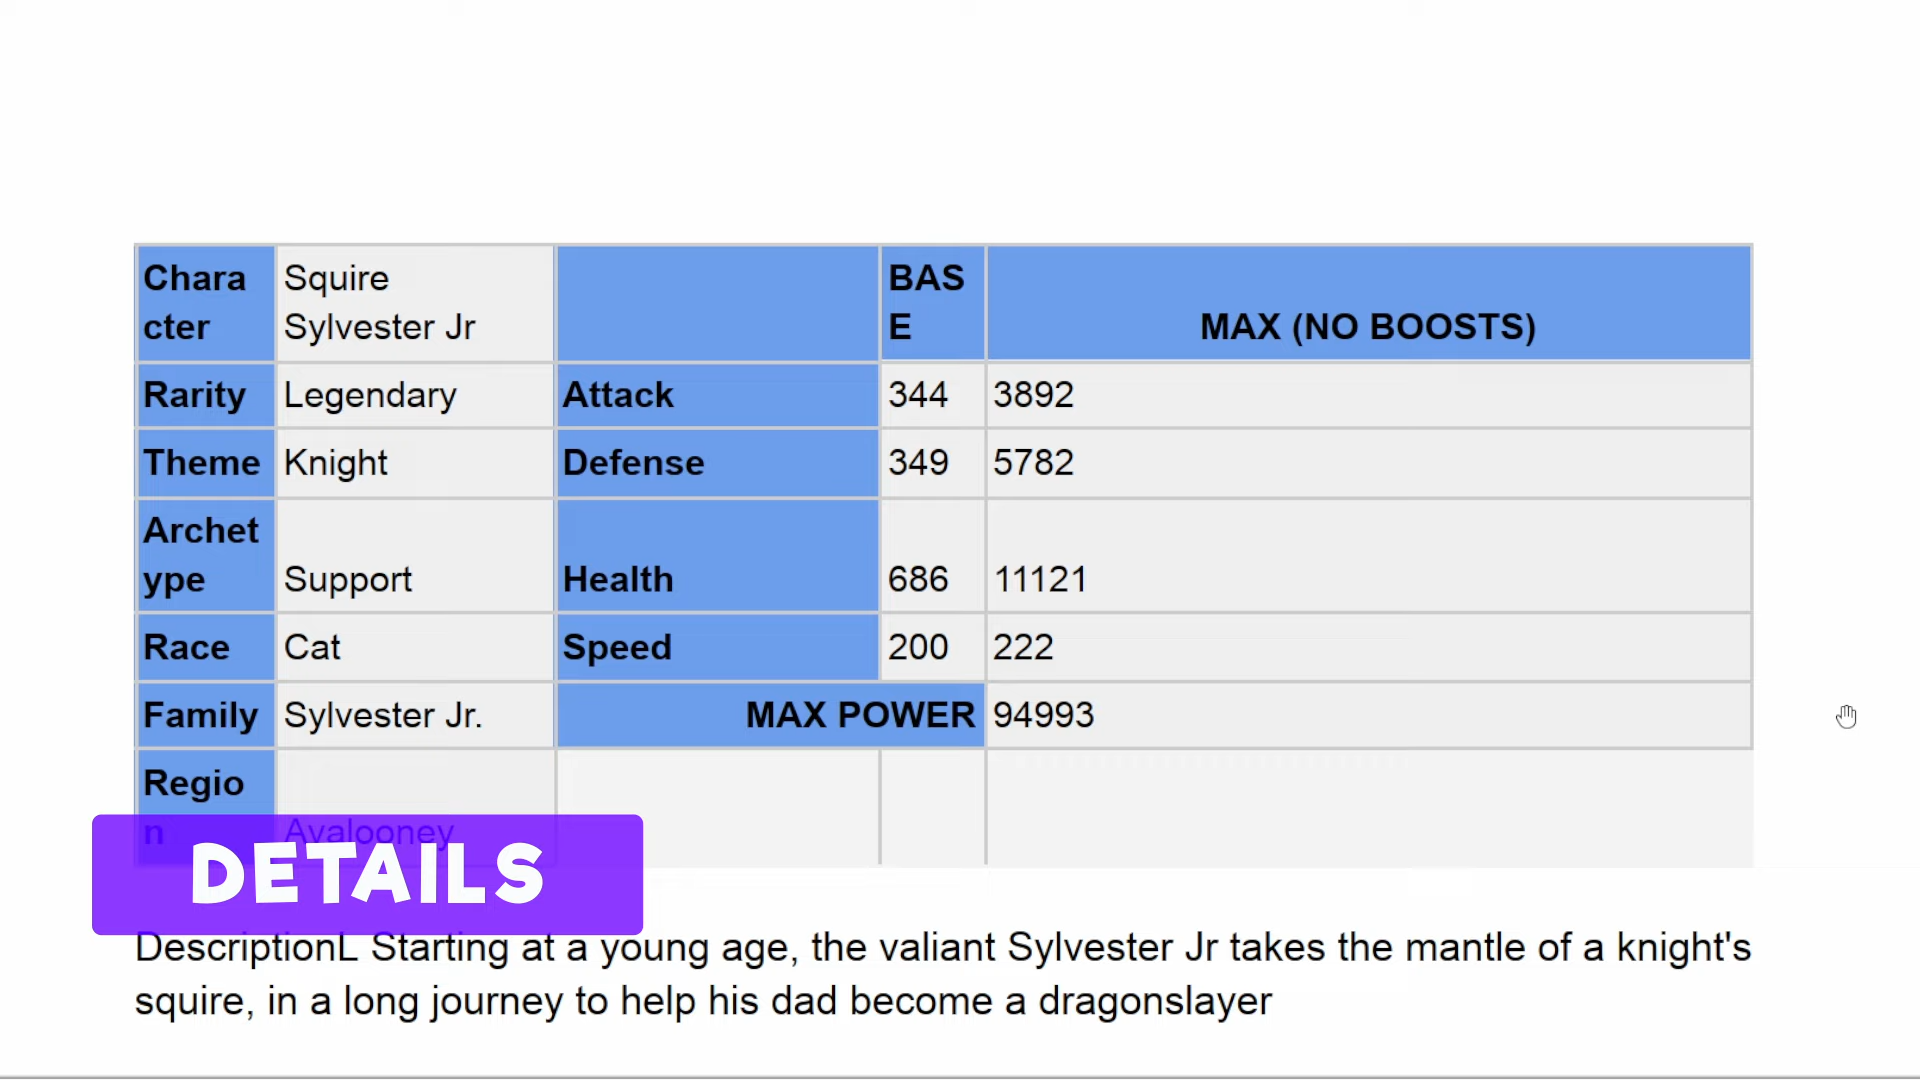 Chara
cter
Squire
Sylvester Jr
BAS
E
MAX (NO BOOSTS)
Rarity Legendary Attack 344 3892
Theme Knight Defense 349 5782
Archet
ype Support Health 686 11121
Race Cat Speed 200 222
Family Sylvester Jr. MAX POWER 94993
Regio
n Avalooney
DETAILS
DescriptionL Starting at a young age, the valiant Sylvester Jr takes the mantle of a knight's
squire, in a long journey to help his dad become a dragonslayer